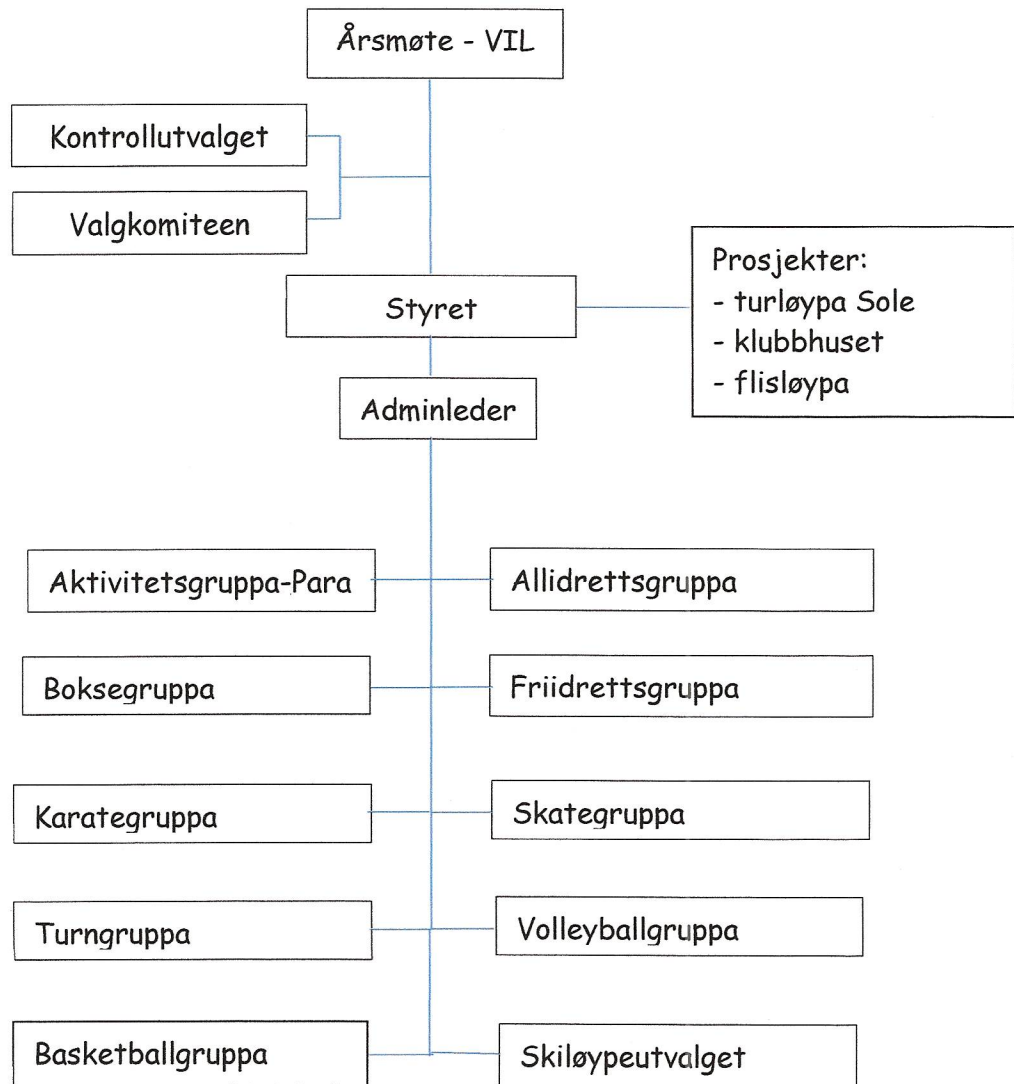 Årsmøte - VIL
Kontrollutvalget
Valgkomiteen
Styret
Prosjekter:
- turløypa Sole
- klubbhuset
- flisløypa
Adminleder
Aktivitetsgruppa-Para
Allidrettsgruppa
Boksegruppa
Friidrettsgruppa
Karategruppa
Skategruppa
Turngruppa
Volleyballgruppa
Basketballgruppa
Skiløypeutvalget